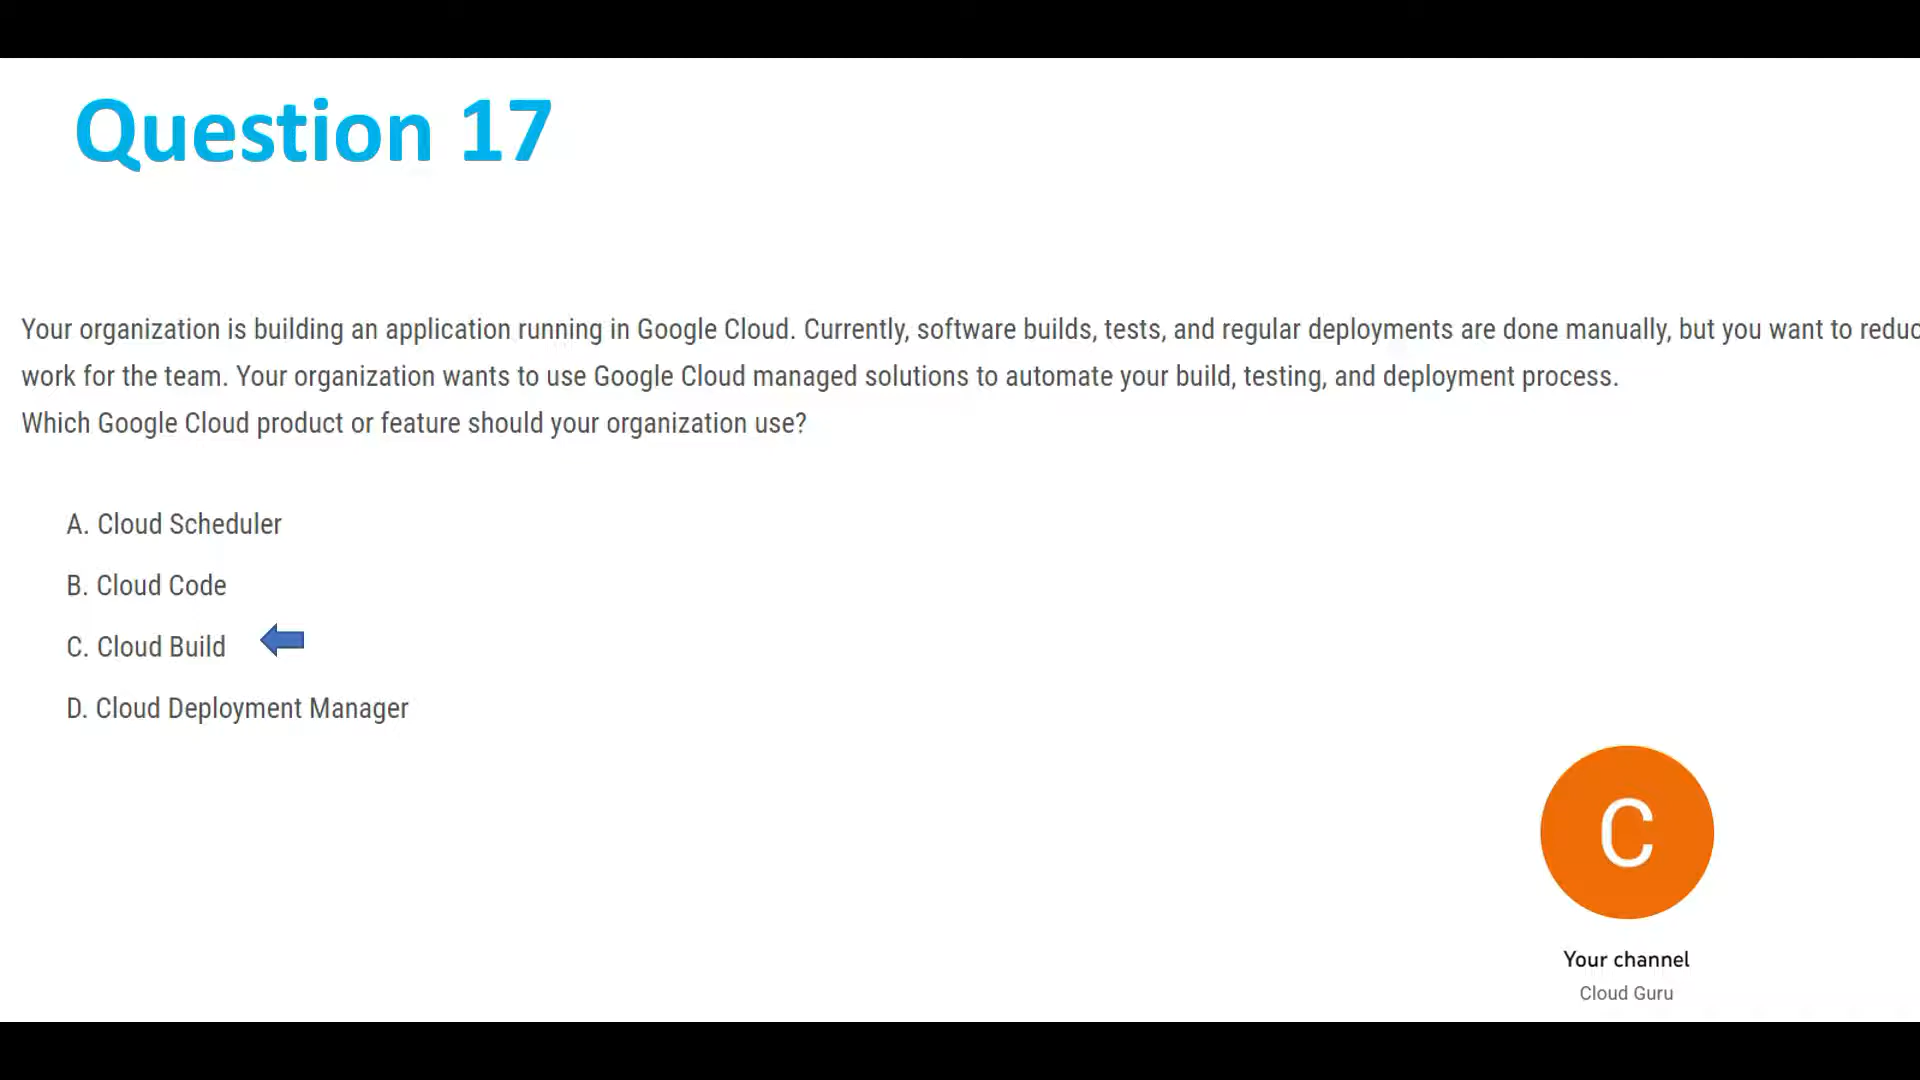 Question 17
Your organization is building an application running in Google Cloud. Currently, software builds, tests, and regular deployments are done manually, but you want to reduc
work for the team. Your organization wants to use Google Cloud managed solutions to automate your build, testing, and deployment process.
Which Google Cloud product or feature should your organization use?
A. Cloud Scheduler
B. Cloud Code
C. Cloud Build
D. Cloud Deployment Manager
C
Your channel
Cloud Guru